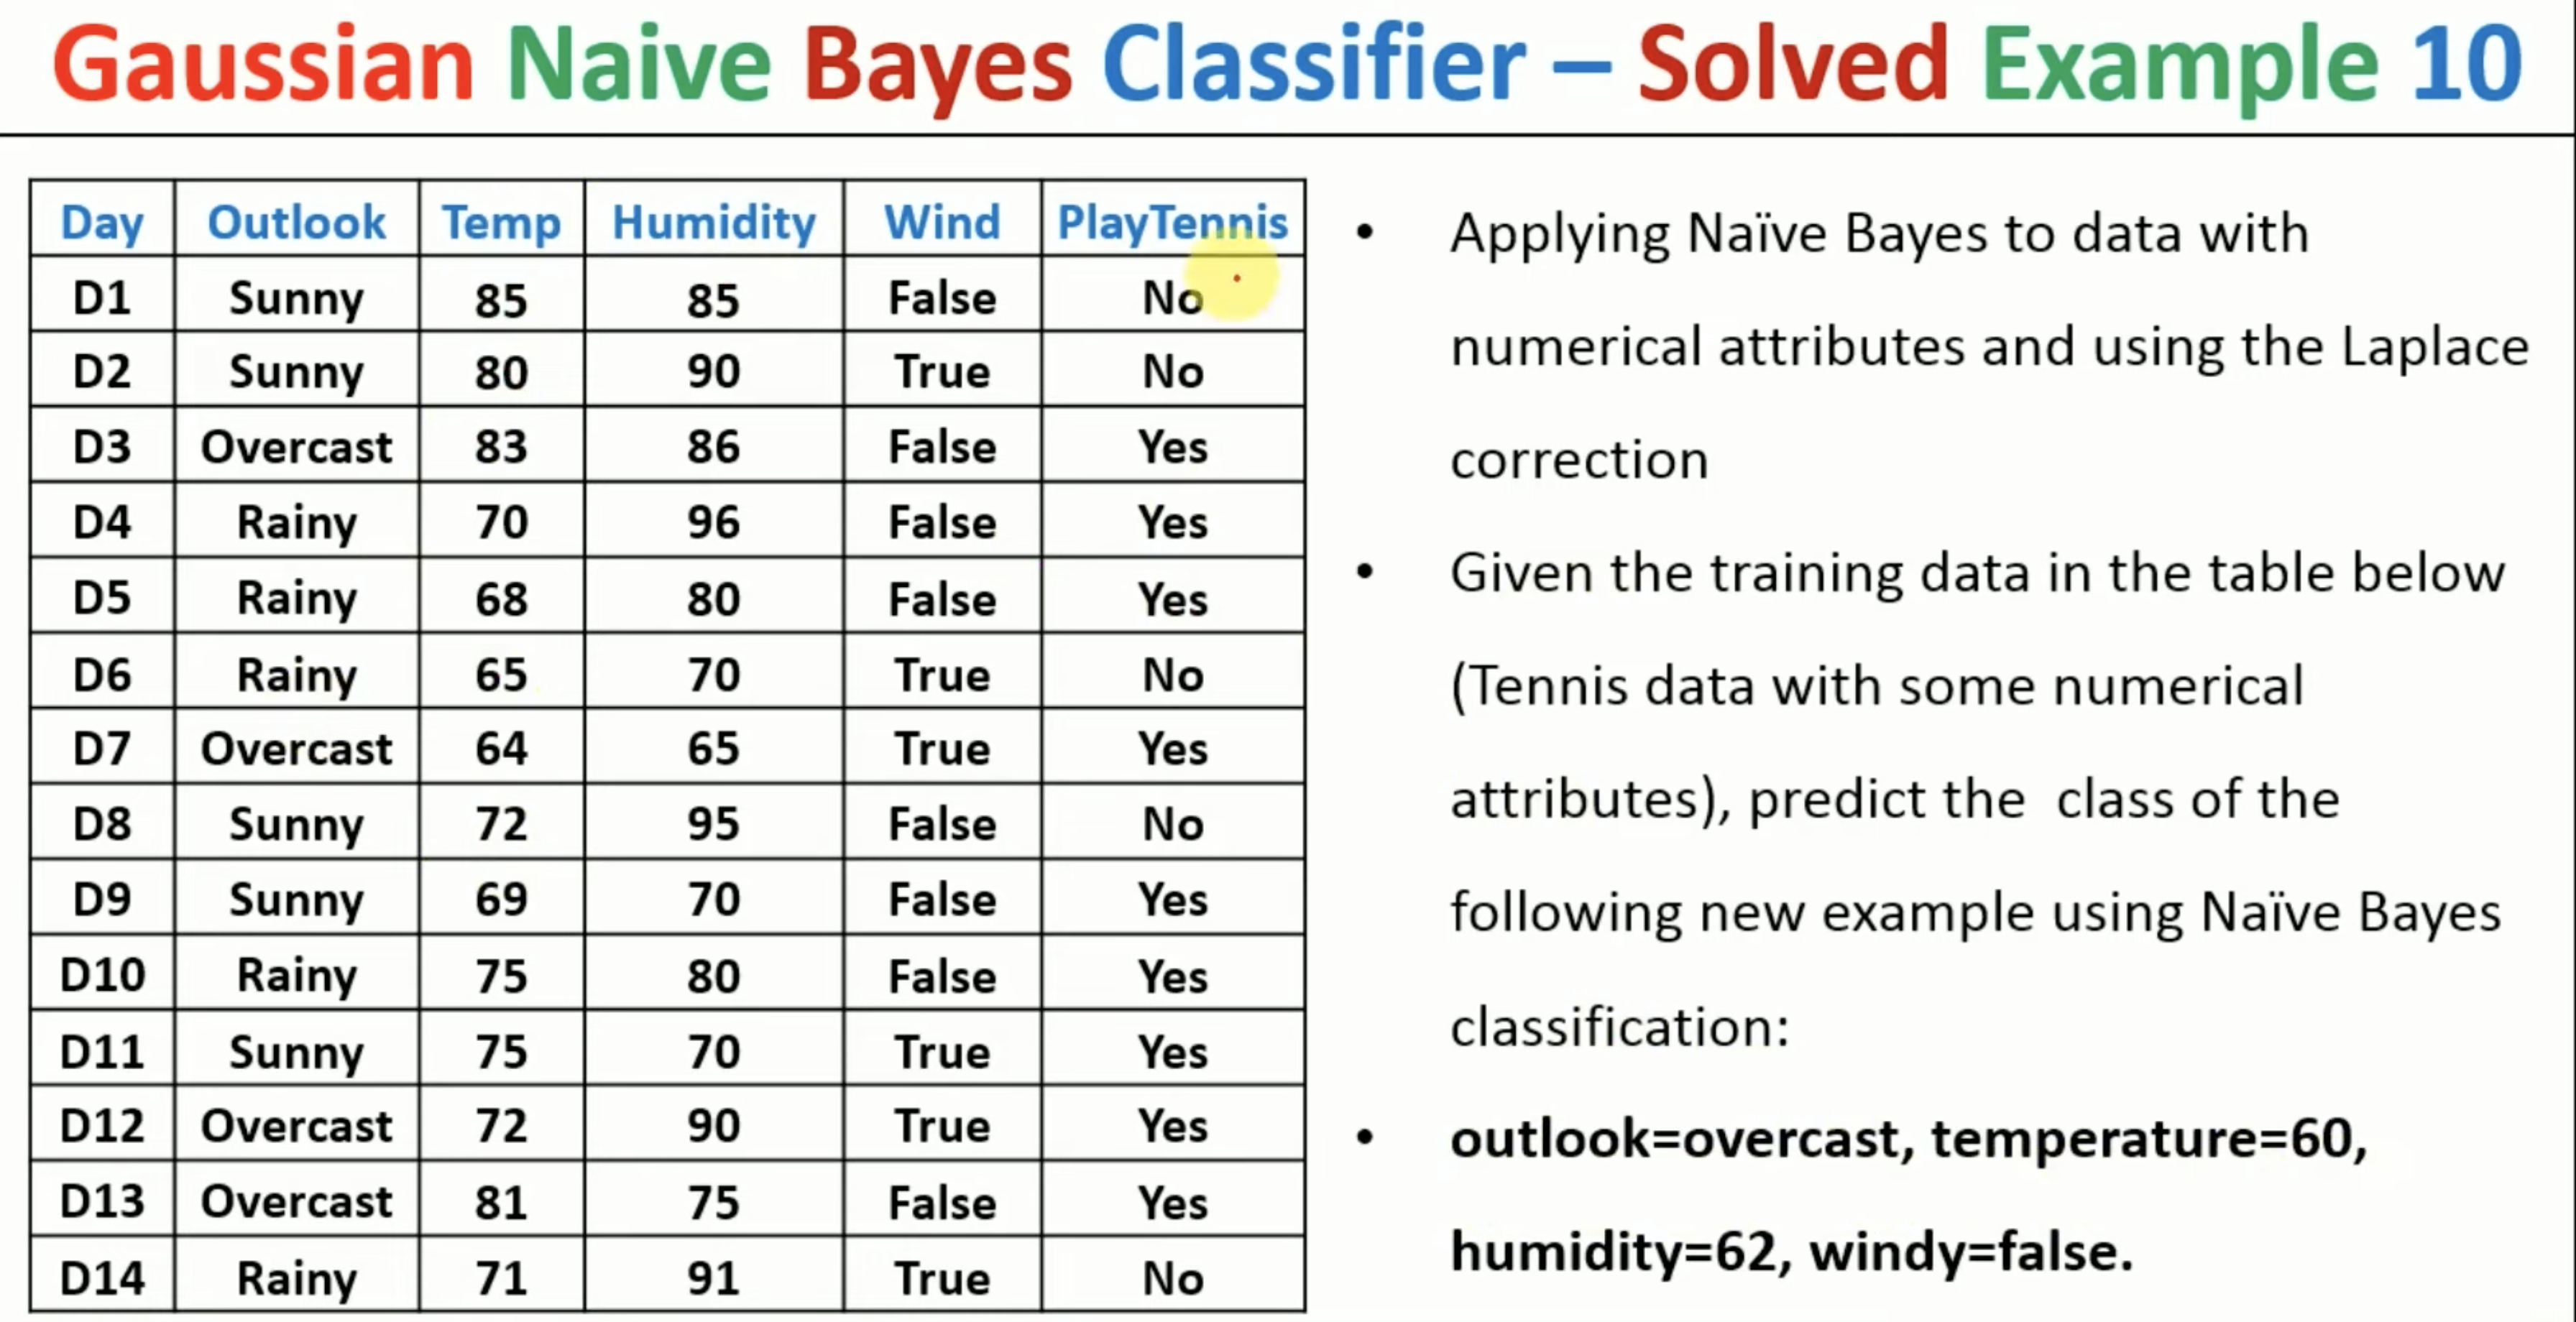 Gaussian Naive Bayes Classifier – Solved Example 10
Day Outlook Temp Humidity Wind PlayTennis
D1 Sunny 85 85 False No
D2 Sunny 80 90 True No
D3 Overcast 83 86 False Yes
D4 Rainy 70 96 False Yes
D5 Rainy 68 80 False Yes
D6 Rainy 65 70 True No
D7 Overcast 64 65 True Yes
D8 Sunny 72 95 False No
D9 Sunny 69 70 False Yes
D10 Rainy 75 80 False Yes
D11 Sunny 75 70 True Yes
D12 Overcast 72 90 True Yes
D13 Overcast 81 75 False Yes
D14 Rainy 71 91 True No
• Applying Naïve Bayes to data with
numerical attributes and using the Laplace
correction
• Given the training data in the table below
(Tennis data with some numerical
attributes), predict the class of the
following new example using Naïve Bayes
classification:
• outlook=overcast, temperature=60,
humidity=62, windy=false.